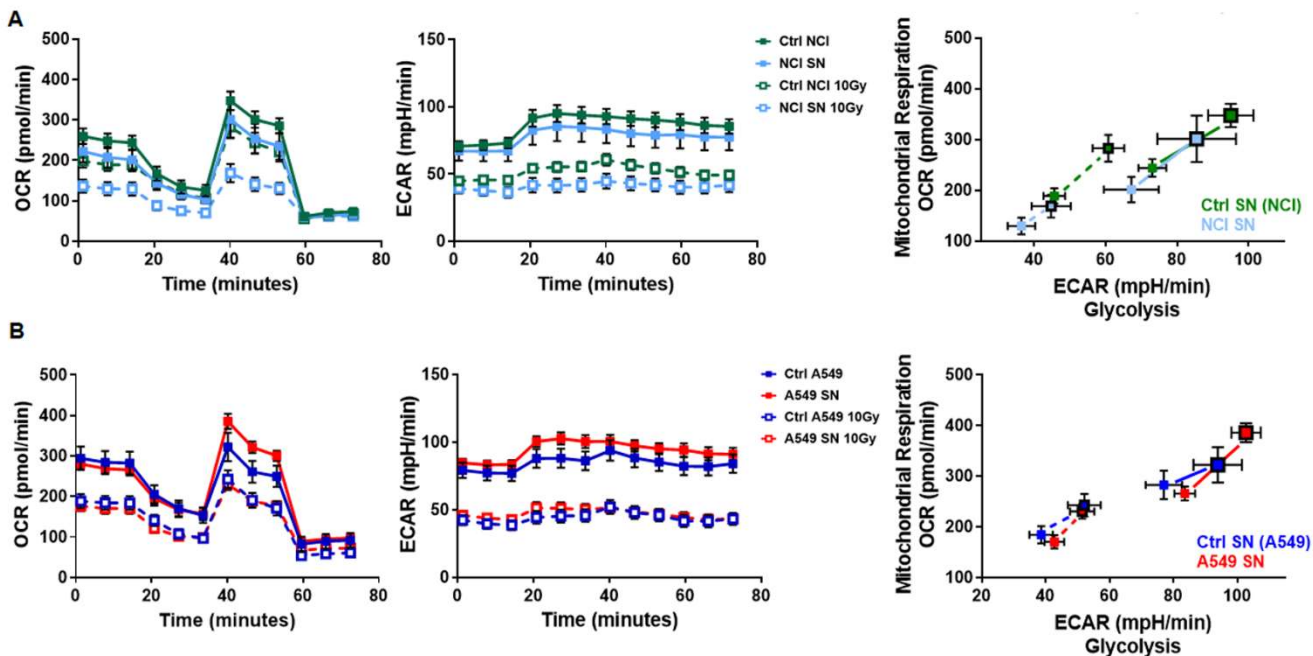 A
OCR (pmol/min)
500
400
300
200
100
0
0
20
40
60
80
Time (minutes)
ECAR (mpH/min)
150
100
50
0
0
20
40
60
80
Time (minutes)
Ctrl NCI
NCI SN
Ctrl NCI 10Gy
NCI SN 10Gy
Mitochondrial Respiration
OCR (pmol/min)
500
400
300
200
100
40
60
80
100
Ctrl SN (NCI)
NCI SN
ECAR (mpH/min)
Glycolysis
B
OCR (pmol/min)
500
400
300
200
100
0
0
20
40
60
80
Time (minutes)
ECAR (mpH/min)
150
100
50
0
0
20
40
60
80
Time (minutes)
Ctrl A549
A549 SN
Ctrl A549 10Gy
A549 SN 10Gy
Mitochondrial Respiration
OCR (pmol/min)
500
400
300
200
100
20
40
60
80
100
Ctrl SN (A549)
A549 SN
ECAR (mpH/min)
Glycolysis